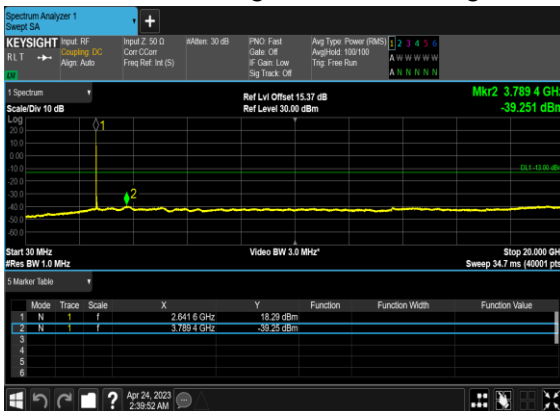 Spectrum Analyzer 1
Swept SA
+
KEYSIGHT Input: RF Input Z: 50 Ω #Atten: 30 dB PNO: Fast Avg Type: Power (RMS) 1 2 3 4 5 6
RLT Coupling: DC Corr CCorr Gate: Off Avg|Hold: 100/100 A W W W W W
Align: Auto Freq Ref: Int (S) IF Gain: Low Trig: Free Run
Sig Track: Off A N N N N N
1 Spectrum Ref Lvl Offset 15.37 dB Mkr2 3.789 4 GHz
Scale/Div 10 dB Ref Level 30.00 dBm -39.251 dBm
Log
20.0
1
10.0
0.00
-10.0
DL1 -13.00 dBm
-20.0
-30.0
2
-40.0
-50.0
-60.0
Start 30 MHz Video BW 3.0 MHz* Stop 20.000 GHz
#Res BW 1.0 MHz Sweep 34.7 ms (40001 pts)
5 Marker Table
Mode Trace Scale X Y Function Function Width Function Value
1 N 1 f 2.641 6 GHz 18.29 dBm
2 N 1 f 3.789 4 GHz -39.25 dBm
3
4
5
6
? Apr 24, 2023
2:39:52 AM